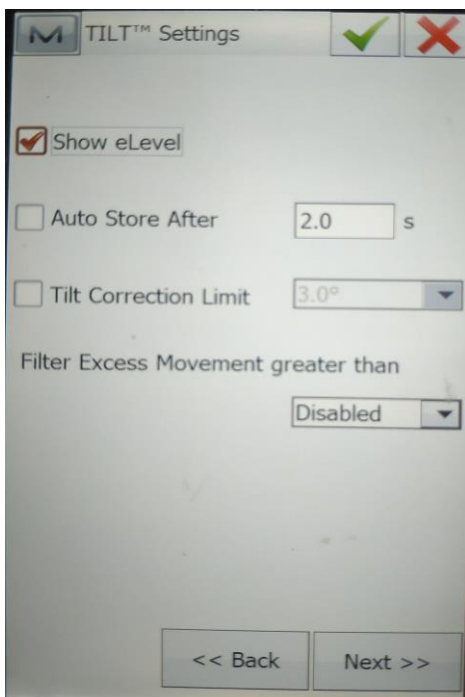 TILT™ Settings
Show eLevel
Auto Store After 2.0 s
Tilt Correction Limit 3.0°
Filter Excess Movement greater than
Disabled
<< Back Next >>